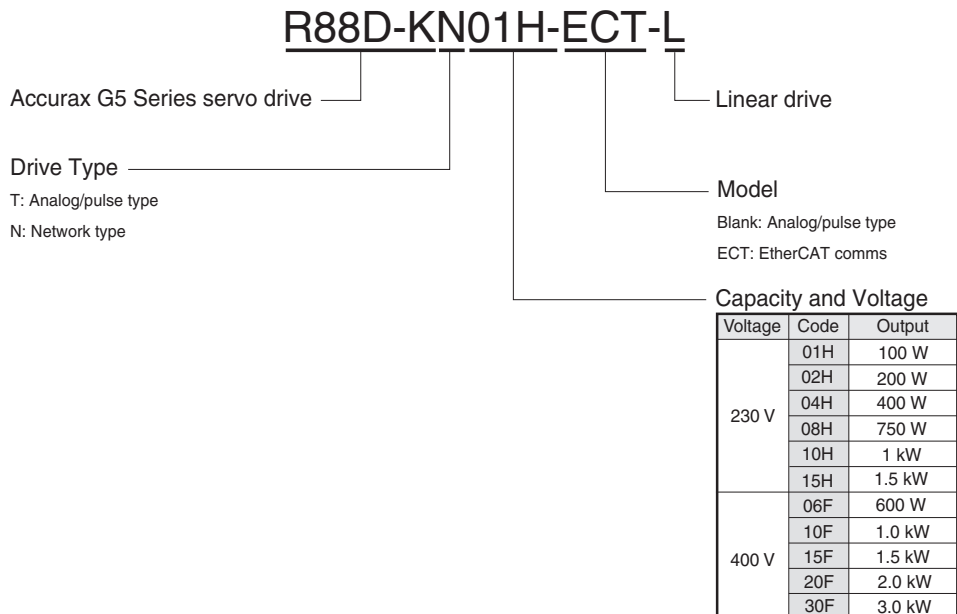 R88D-KN01H-ECT-L
Accurax G5 Series servo drive
Linear drive
Drive Type
T: Analog/pulse type
N: Network type
Model
Blank: Analog/pulse type
ECT: EtherCAT comms
Capacity and Voltage
Voltage Code Output
230 V
01H 100 W
02H 200 W
04H 400 W
08H 750 W
10H 1 kW
15H 1.5 kW
400 V
06F 600 W
10F 1.0 kW
15F 1.5 kW
20F 2.0 kW
30F 3.0 kW